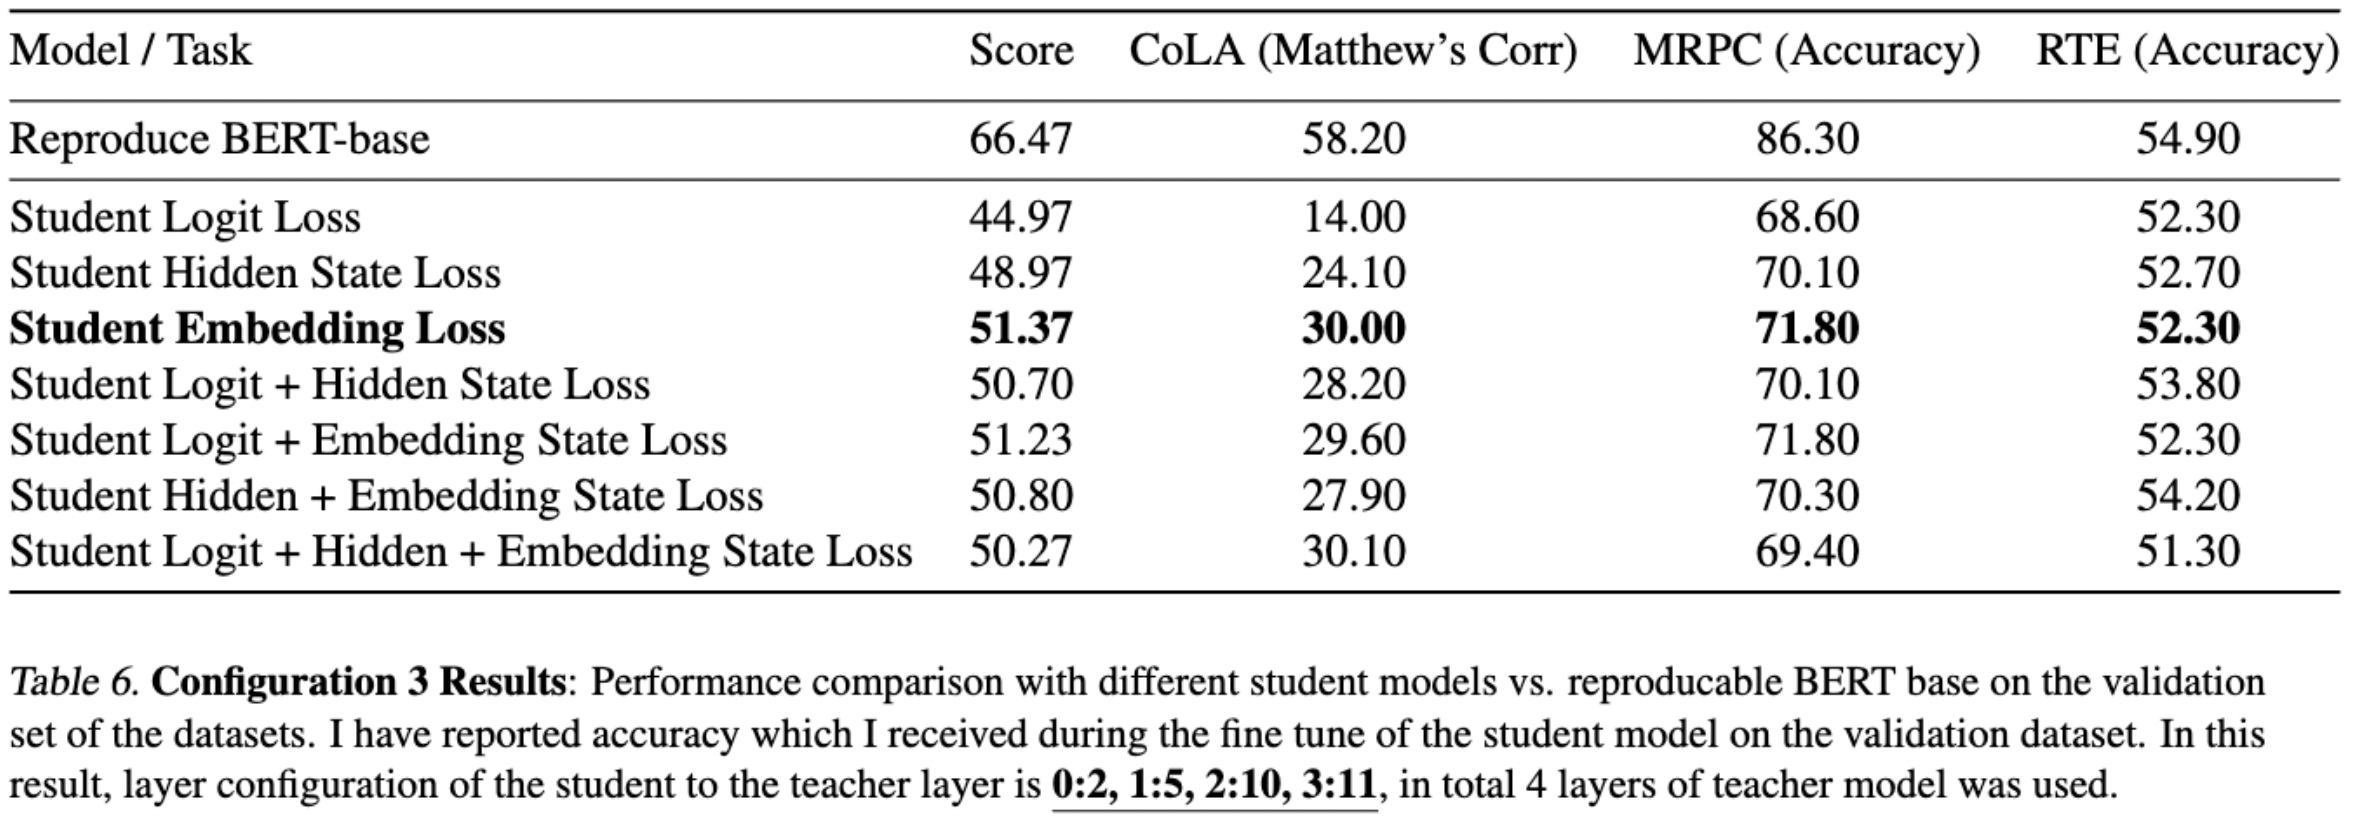 Model / Task Score CoLA (Matthew's Corr) MRPC (Accuracy) RTE (Accuracy)
Reproduce BERT-base 66.47 58.20 86.30 54.90
Student Logit Loss 44.97 14.00 68.60 52.30
Student Hidden State Loss 48.97 24.10 70.10 52.70
Student Embedding Loss 51.37 30.00 71.80 52.30
Student Logit + Hidden State Loss 50.70 28.20 70.10 53.80
Student Logit + Embedding State Loss 51.23 29.60 71.80 52.30
Student Hidden + Embedding State Loss 50.80 27.90 70.30 54.20
Student Logit + Hidden + Embedding State Loss 50.27 30.10 69.40 51.30
Table 6. Configuration 3 Results: Performance comparison with different student models vs. reproducable BERT base on the validation
set of the datasets. I have reported accuracy which I received during the fine tune of the student model on the validation dataset. In this
result, layer configuration of the student to the teacher layer is 0:2, 1:5, 2:10, 3:11, in total 4 layers of teacher model was used.